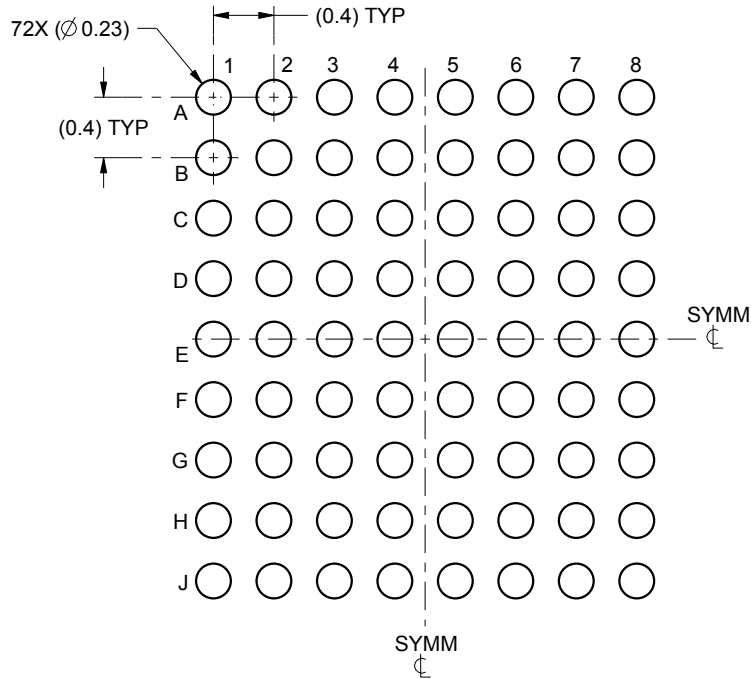 (0.4) TYP
72X (∅ 0.23)
1 2 3 4 5 6 7 8
A
(0.4) TYP
B
C
D
SYMM
℄
E
F
G
H
J
SYMM
℄